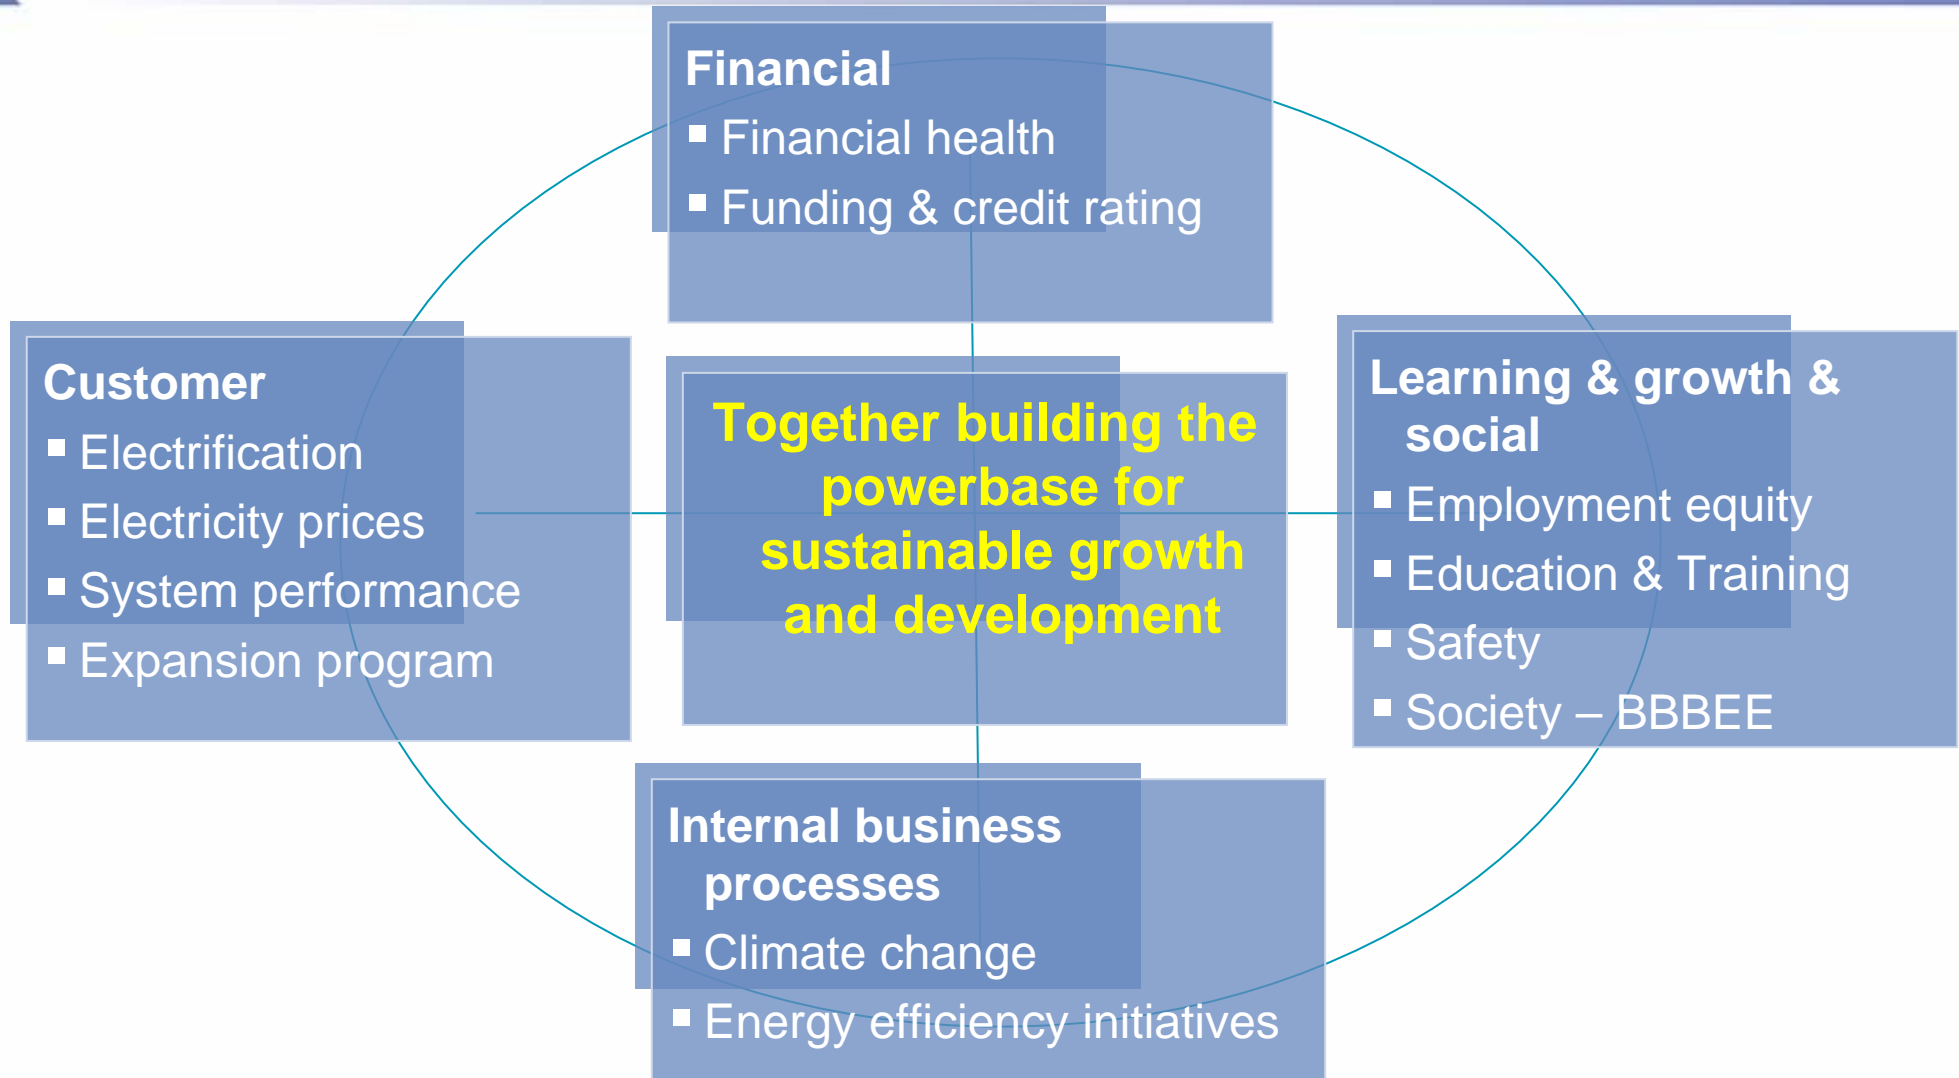 Financial
▪ Financial health
▪ Funding & credit rating
Customer
▪ Electrification
▪ Electricity prices
▪ System performance
▪ Expansion program
Together building the
powerbase for
sustainable growth
and development
Learning & growth &
social
▪ Employment equity
▪ Education & Training
▪ Safety
▪ Society – BBBEE
Internal business
processes
▪ Climate change
▪ Energy efficiency initiatives